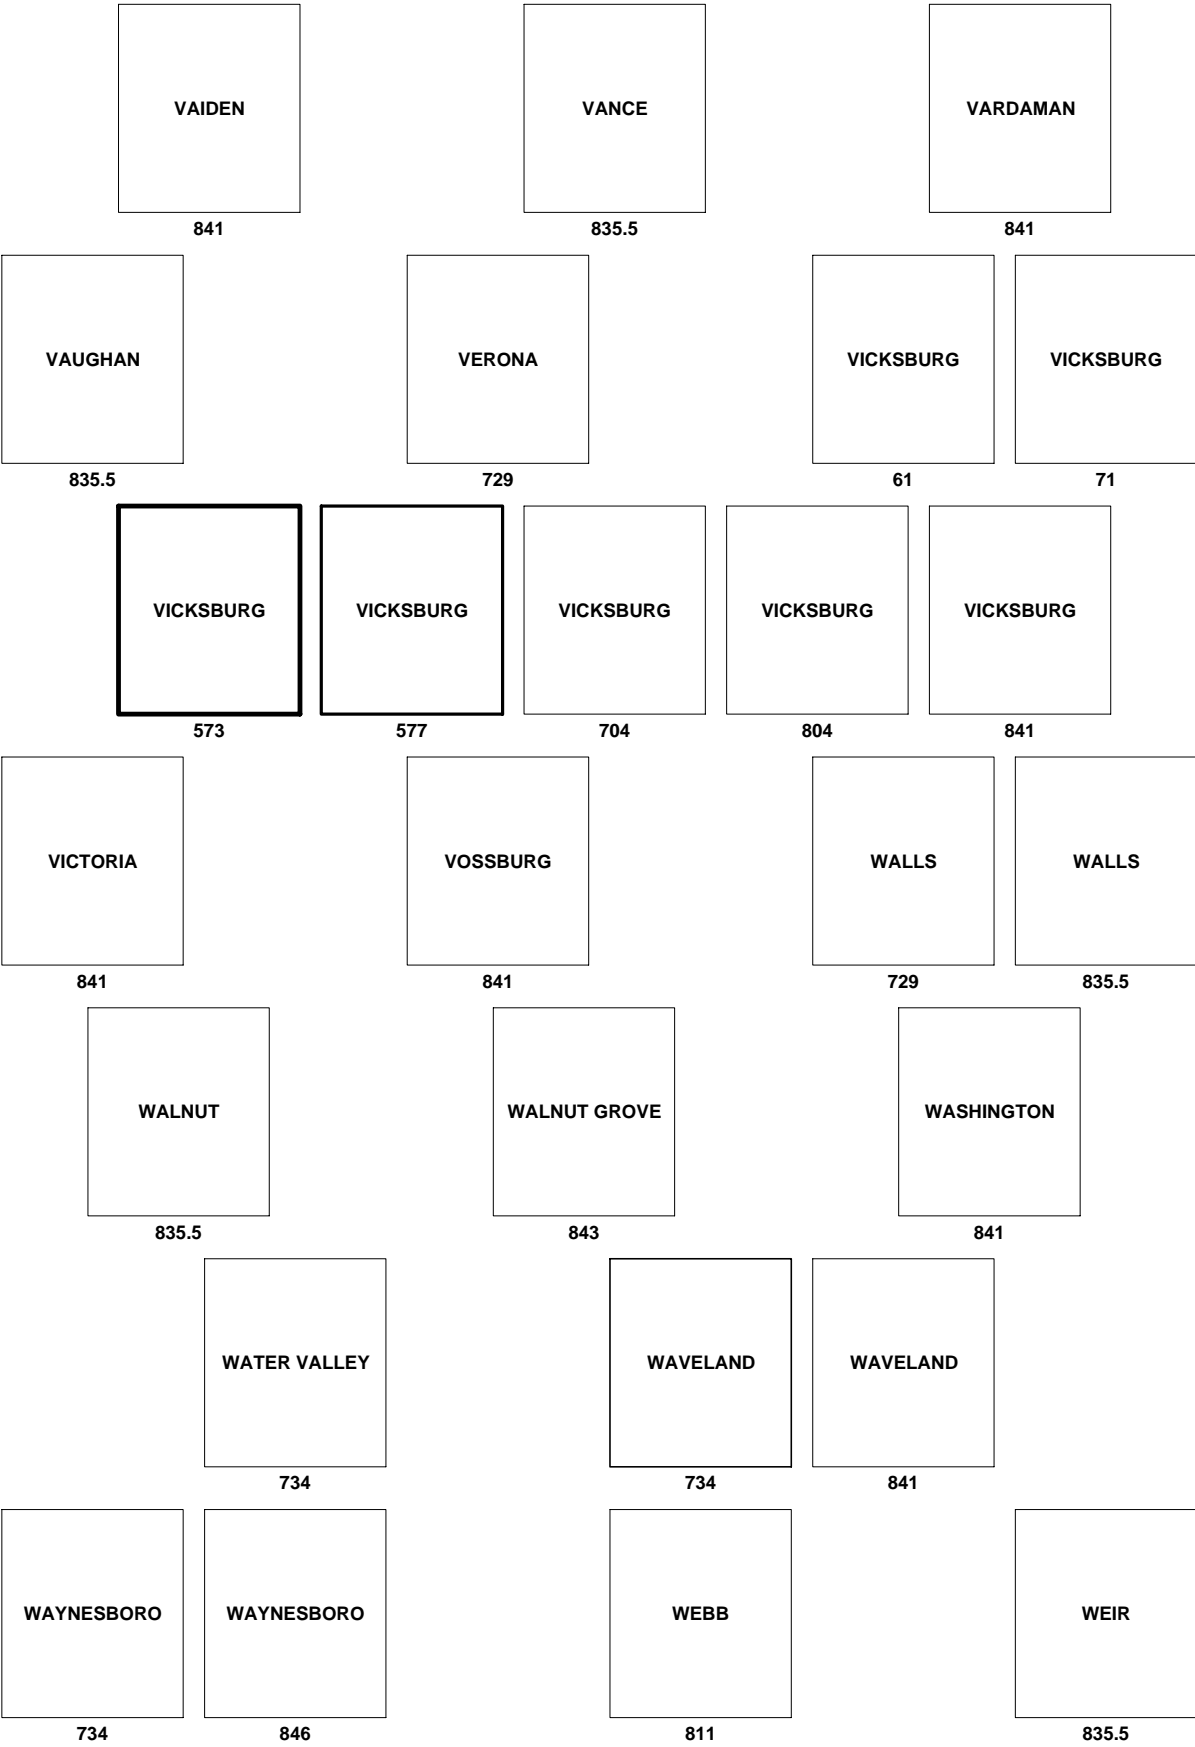 VAIDEN VANCE VARDAMAN
841 835.5 841
VAUGHAN VERONA VICKSBURG VICKSBURG
835.5 729 61 71
VICKSBURG VICKSBURG VICKSBURG VICKSBURG VICKSBURG
573 577 704 804 841
VICTORIA VOSSBURG WALLS WALLS
841 841 729 835.5
WALNUT WALNUT GROVE WASHINGTON
835.5 843 841
WATER VALLEY WAVELAND WAVELAND
734 734 841
WAYNESBORO WAYNESBORO WEBB WEIR
734 846 811 835.5